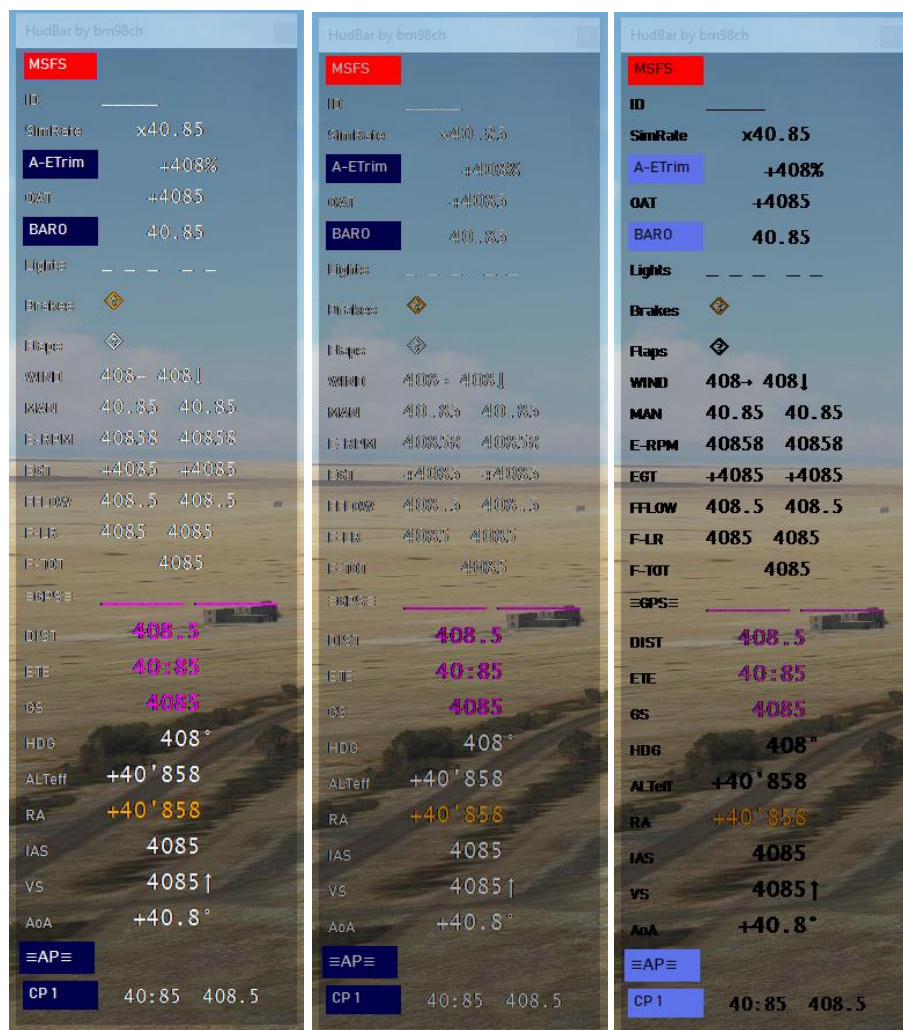 HudBar by bm98ch
MSFS
ID ______
SimRate x40.85
A-ETrim +408%
OAT +4085
BARO 40.85
Lights _ _ _ _ _
Brakes
Flaps
WIND 408→ 408↓
MAN 40.85 40.85
E-RPM 40858 40858
EGT +4085 +4085
FFLOW 408.5 408.5
F-LR 4085 4085
F-TOT 4085
≡GPS≡ ______ ______
DIST 408.5
ETE 40:85
GS 4085
HDG 408°
ALTeff +40'858
RA +40'858
IAS 4085
VS 4085↑
AoA +40.8°
≡AP≡
CP 1 40:85 408.5
HudBar by bm98ch
MSFS
ID ______
SimRate x40.85
A-ETrim +408%
OAT +4085
BARO 40.85
Lights _ _ _ _ _
Brakes
Flaps
WIND 408→ 408↓
MAN 40.85 40.85
E-RPM 40858 40858
EGT +4085 +4085
FFLOW 408.5 408.5
F-LR 4085 4085
F-TOT 4085
≡GPS≡ ______ ______
DIST 408.5
ETE 40:85
GS 4085
HDG 408°
ALTeff +40'858
RA +40'858
IAS 4085
VS 4085↑
AoA +40.8°
≡AP≡
CP 1 40:85 408.5
HudBar by bm98ch
MSFS
ID ______
SimRate x40.85
A-ETrim +408%
OAT +4085
BARO 40.85
Lights _ _ _ _ _
Brakes
Flaps
WIND 408→ 408↓
MAN 40.85 40.85
E-RPM 40858 40858
EGT +4085 +4085
FFLOW 408.5 408.5
F-LR 4085 4085
F-TOT 4085
≡GPS≡ ______ ______
DIST 408.5
ETE 40:85
GS 4085
HDG 408°
ALTeff +40'858
RA +40'858
IAS 4085
VS 4085↑
AoA +40.8°
≡AP≡
CP 1 40:85 408.5